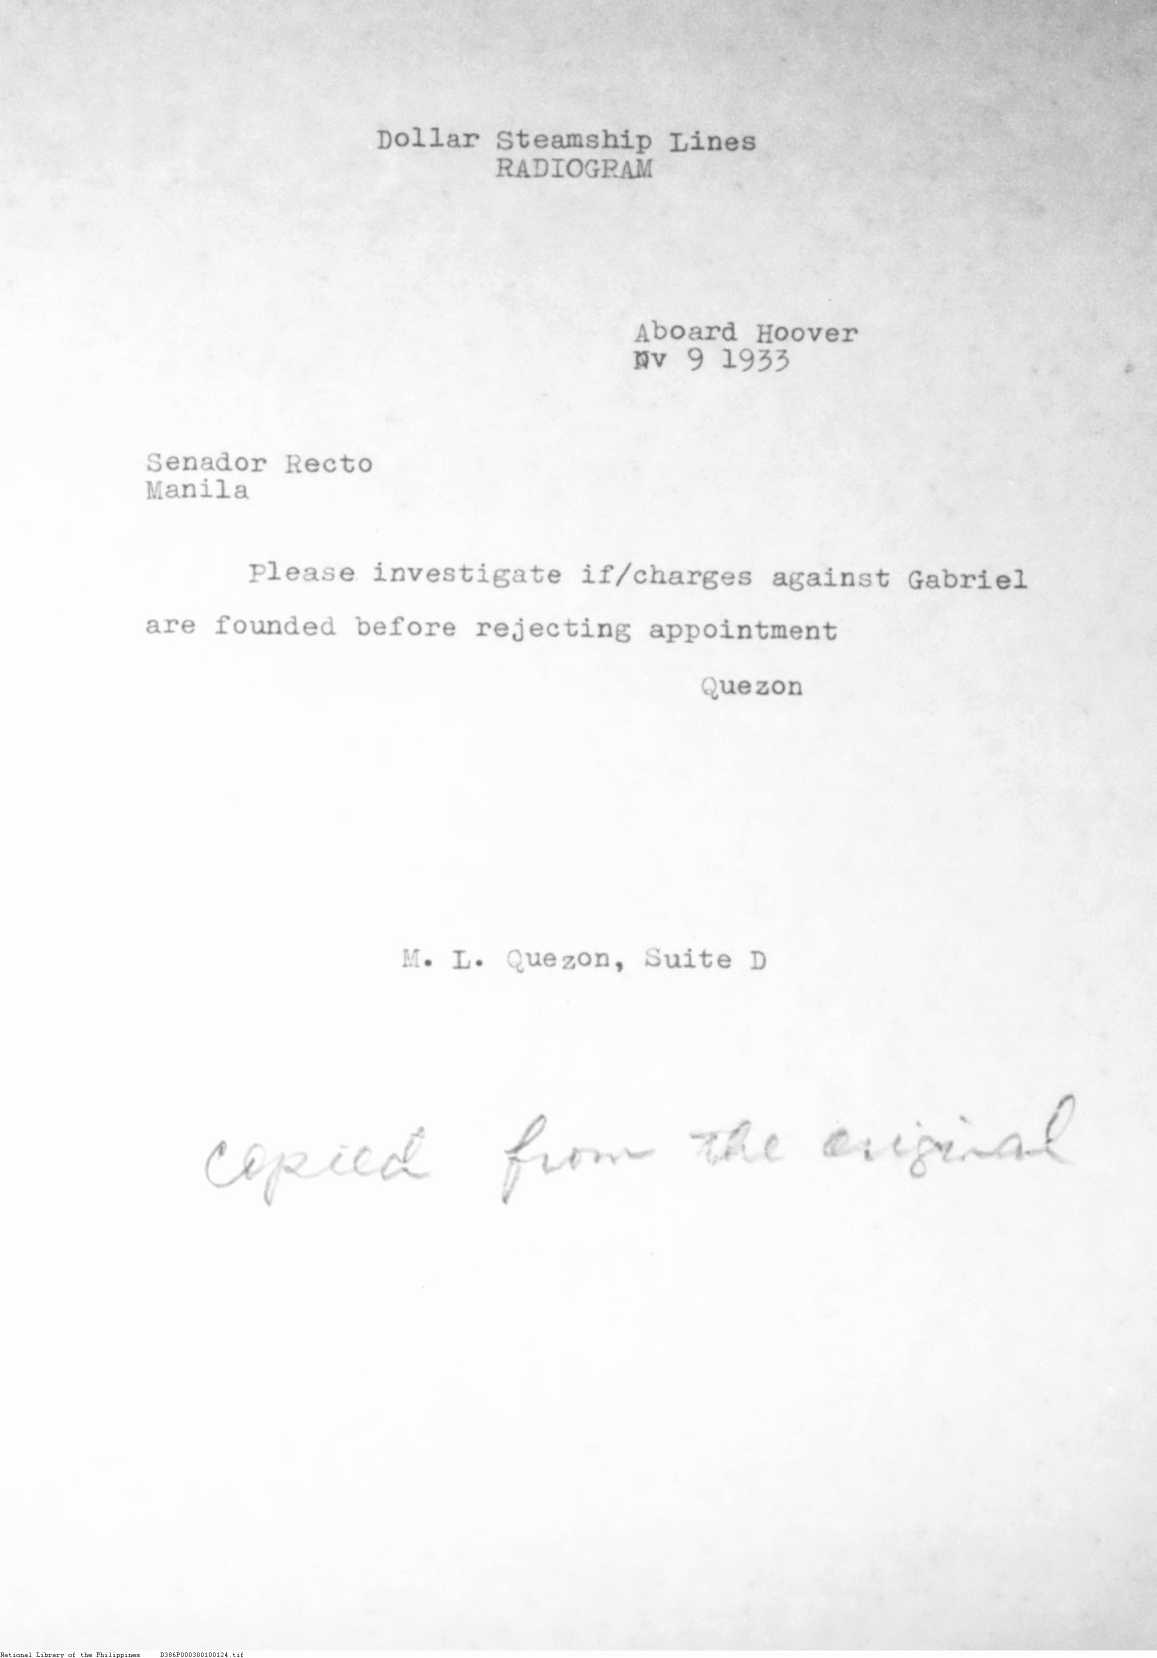 Dollar Steamship Lines
RADIOGRAM
Aboard Hoover
Nv 9 1933
Senador Recto
Manila
Please investigate if/charges against Gabriel
are founded before rejecting appointment
Quezon
M. L. Quezon, Suite D
copied from the original
National Library of the Philippines D386P000300100124.tif